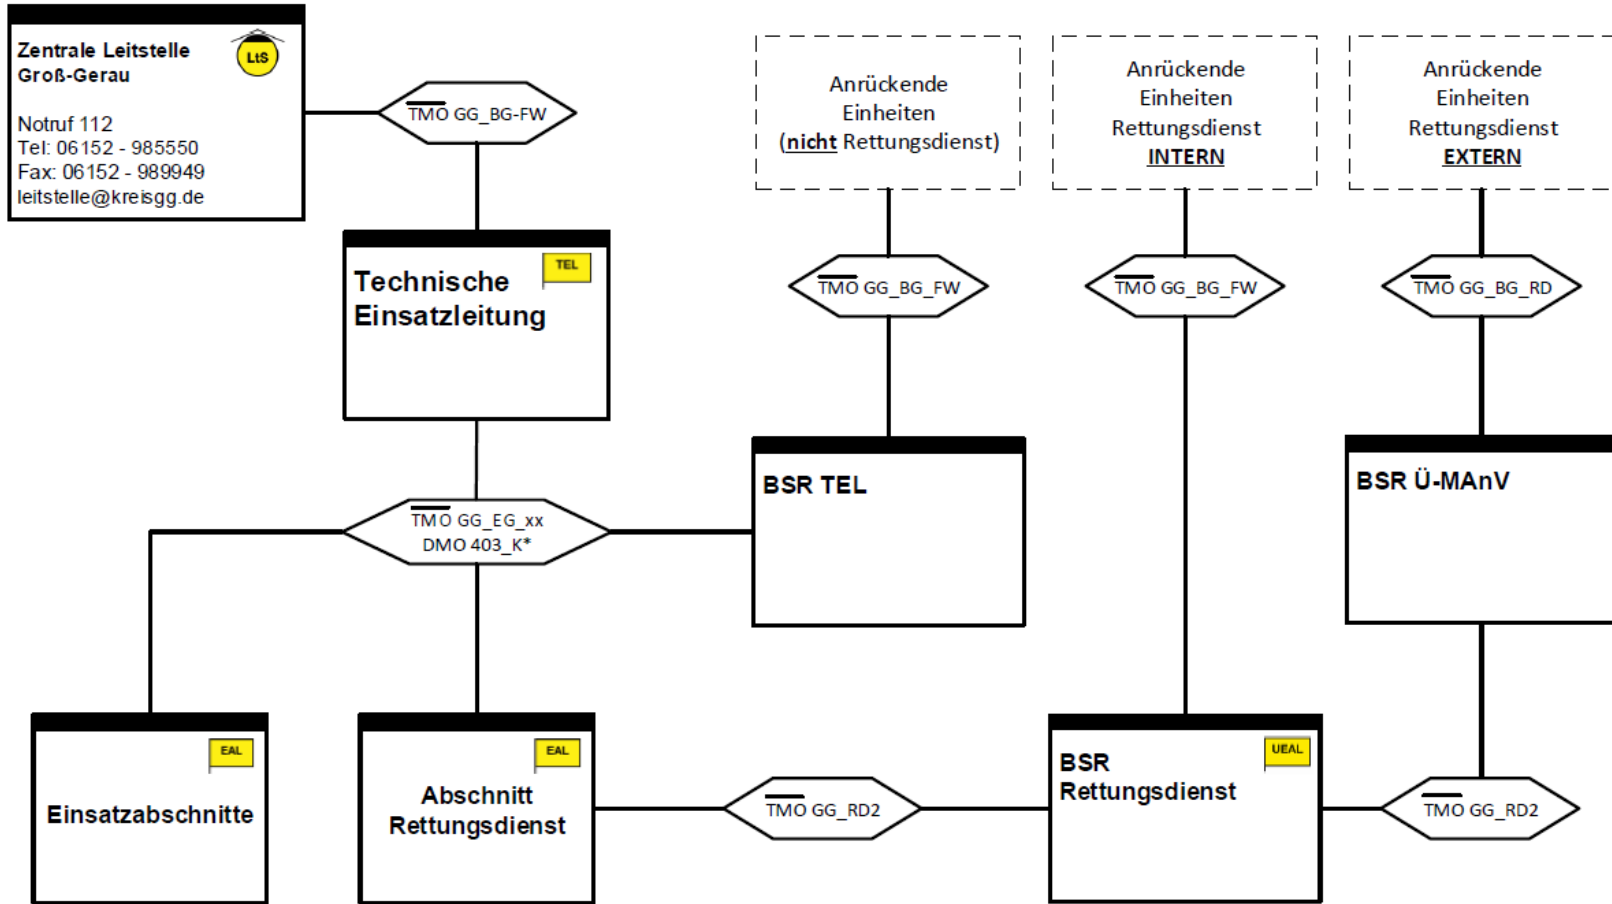 Zentrale Leitstelle
Groß-Gerau
LtS
Notruf 112
Tel: 06152 - 985550
Fax: 06152 - 989949
leitstelle@kreisgg.de
TMO GG_BG-FW
Anrückende
Einheiten
(nicht Rettungsdienst)
Anrückende
Einheiten
Rettungsdienst
INTERN
Anrückende
Einheiten
Rettungsdienst
EXTERN
TEL
Technische
Einsatzleitung
TMO GG_BG_FW
TMO GG_BG_FW
TMO GG_BG_RD
TMO GG_EG_xx
DMO 403_K*
BSR TEL
BSR Ü-MAnV
EAL
Einsatzabschnitte
EAL
Abschnitt
Rettungsdienst
TMO GG_RD2
UEAL
BSR
Rettungsdienst
TMO GG_RD2